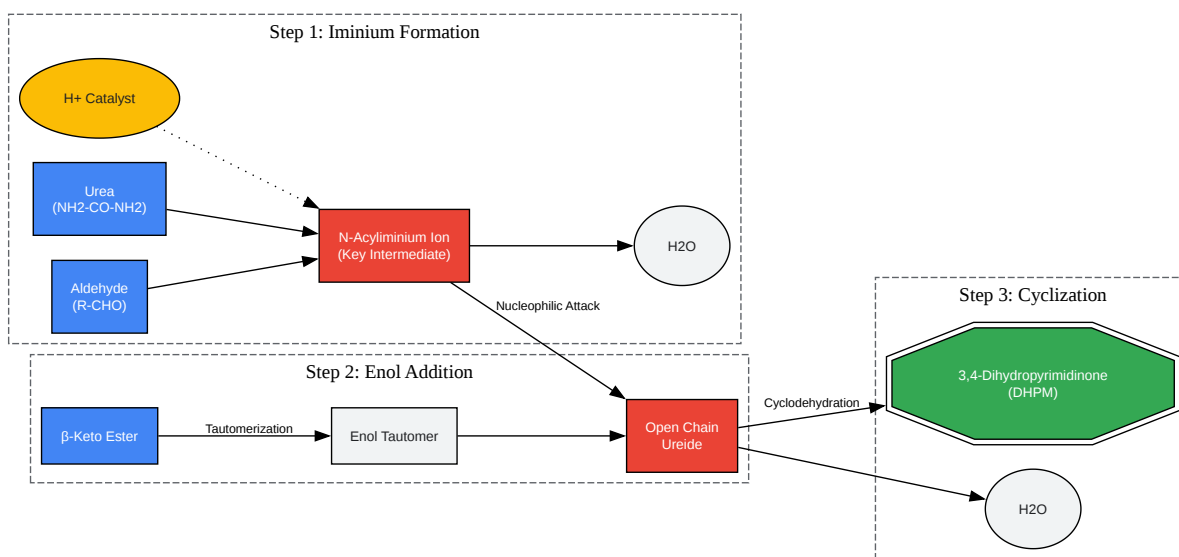 Step 1: Iminium Formation
H+ Catalyst
Urea
(NH2-CO-NH2)
Aldehyde
(R-CHO)
N-Acyliminium Ion
(Key Intermediate)
H2O
Nucleophilic Attack
Step 2: Enol Addition
β-Keto Ester
Tautomerization
Enol Tautomer
Open Chain
Ureide
Cyclodehydration
Step 3: Cyclization
3,4-Dihydropyrimidinone
(DHPM)
H2O